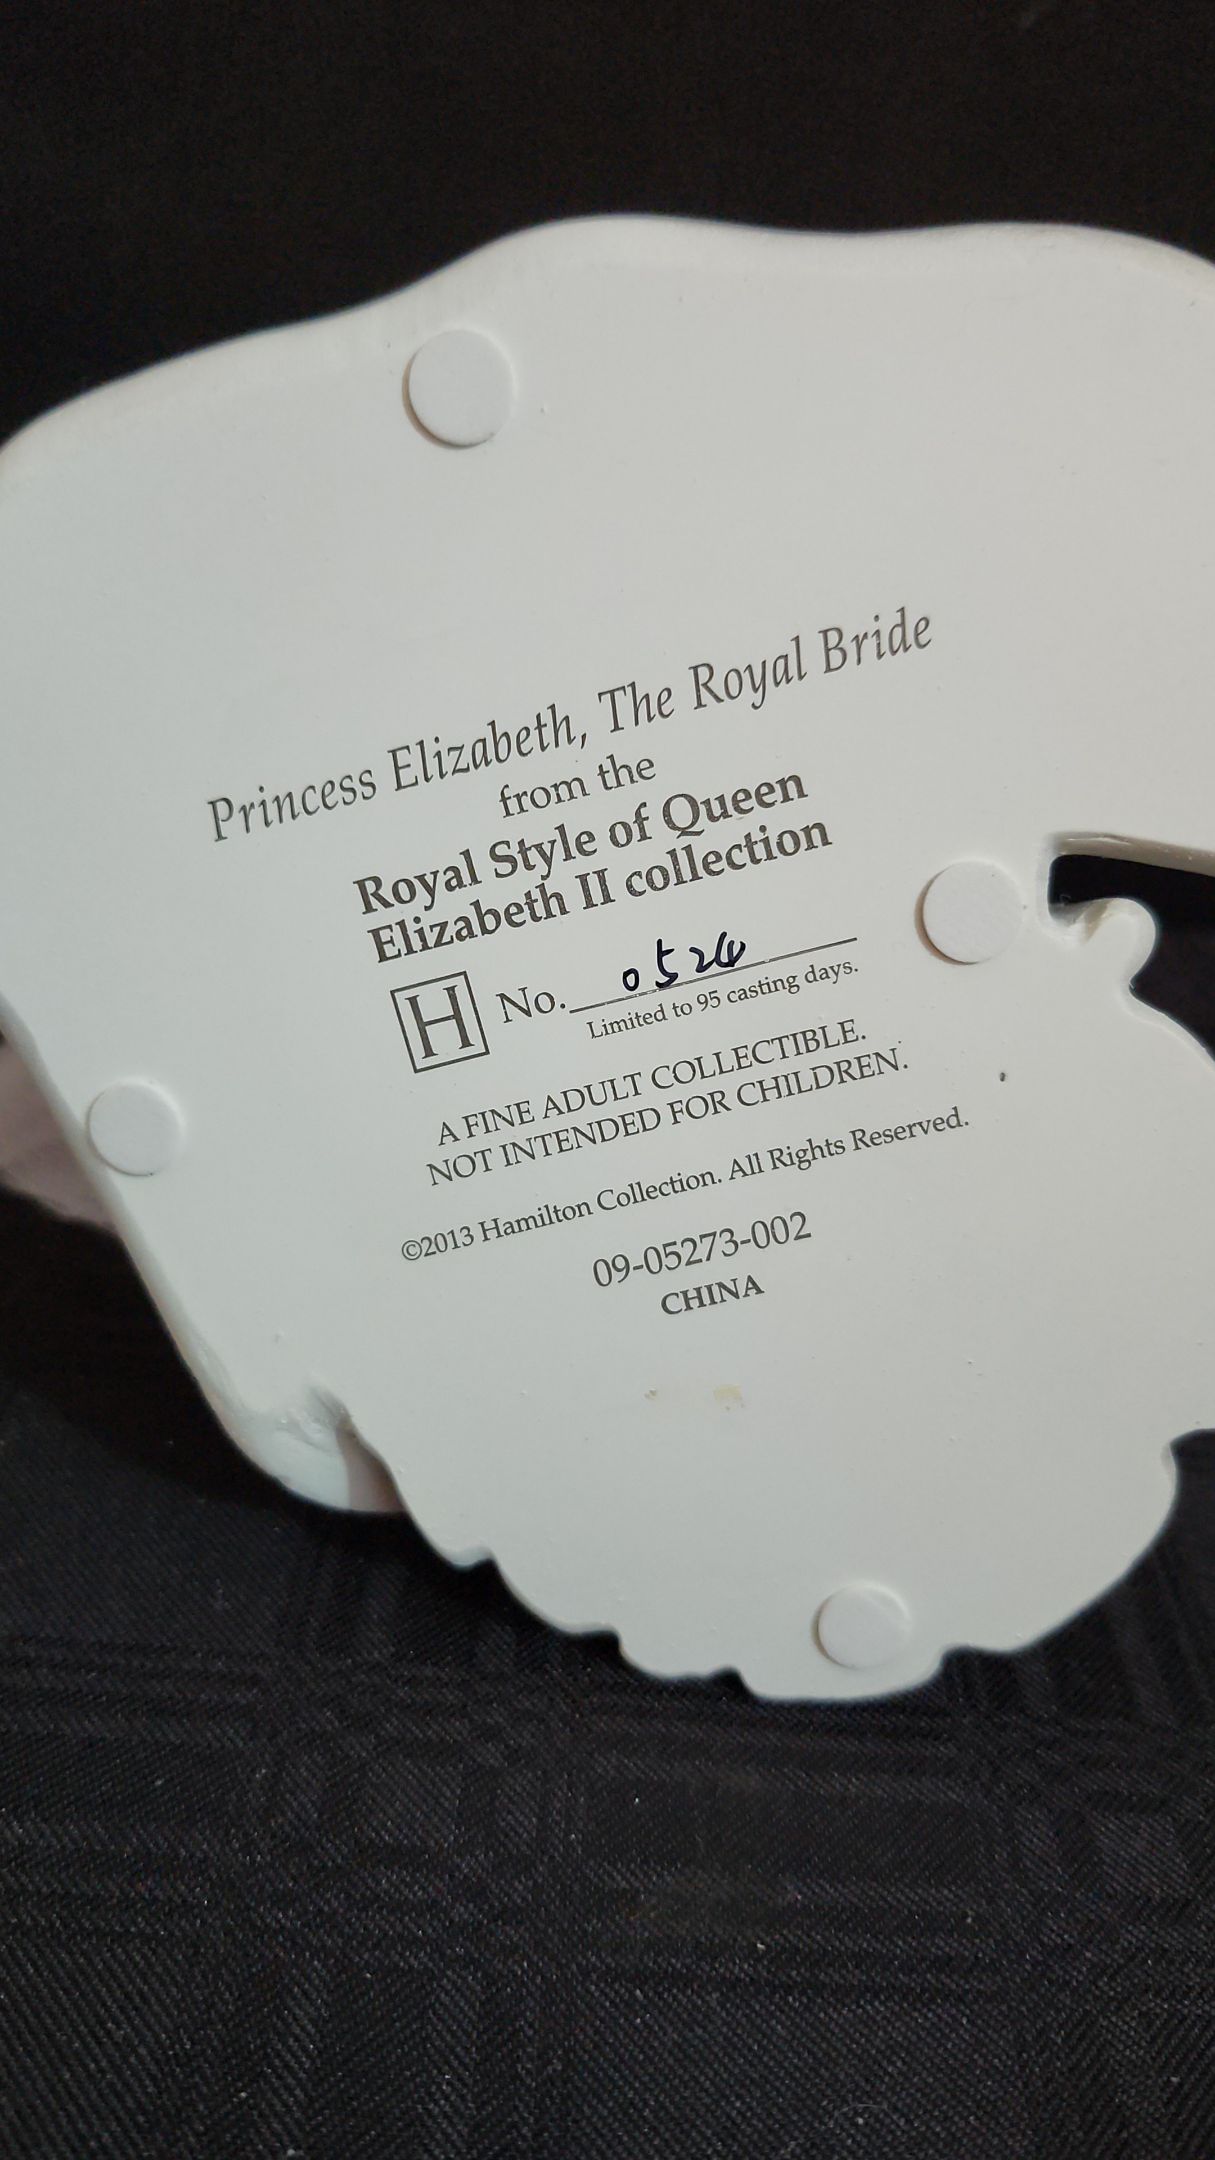 Princess Elizabeth, The Royal Bride
from the
Royal Style of Queen
Elizabeth II collection
H No. 0524
Limited to 95 casting days.
A FINE ADULT COLLECTIBLE.
NOT INTENDED FOR CHILDREN.
©2013 Hamilton Collection. All Rights Reserved.
09-05273-002
CHINA